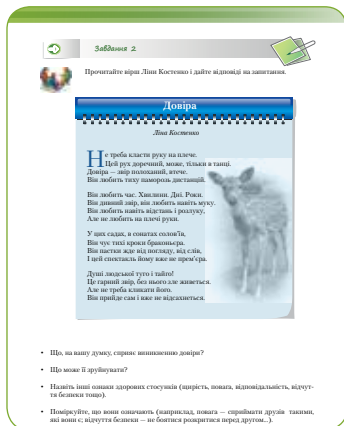 Завдання 2
Прочитайте вірш Ліни Костенко і дайте відповіді на запитання.
Довіра
Ліна Костенко
Не треба класти руку на плече.
Цей рух доречний, може, тільки в танці.
Довіра — звір полоханий, втече.
Він любить тиху паморозь дистанцій.
Він любить час. Хвилини. Дні. Роки.
Він дивний звір, він любить навіть муку.
Він любить навіть відстань і розлуку,
Але не любить на плечі руки.
У цих садах, в сонатах солов'їв,
Він чує тихі кроки браконьєра.
Він пастки жде від погляду, від слів,
І цей спектакль йому вже не прем'єра.
Душі людської туго і тайго!
Це гарний звір, без нього зле живеться.
Але не треба кликати його.
Він прийде сам і вже не відсахнеться.
• Що, на вашу думку, сприяє виникненню довіри?
• Що може її зруйнувати?
• Назвіть інші ознаки здорових стосунків (щирість, повага, відповідальність, відчут-
тя безпеки тощо).
• Поміркуйте, що вони означають (наприклад, повага — сприймати друзів такими,
які вони є; відчуття безпеки — не боятися розкритися перед другом...).